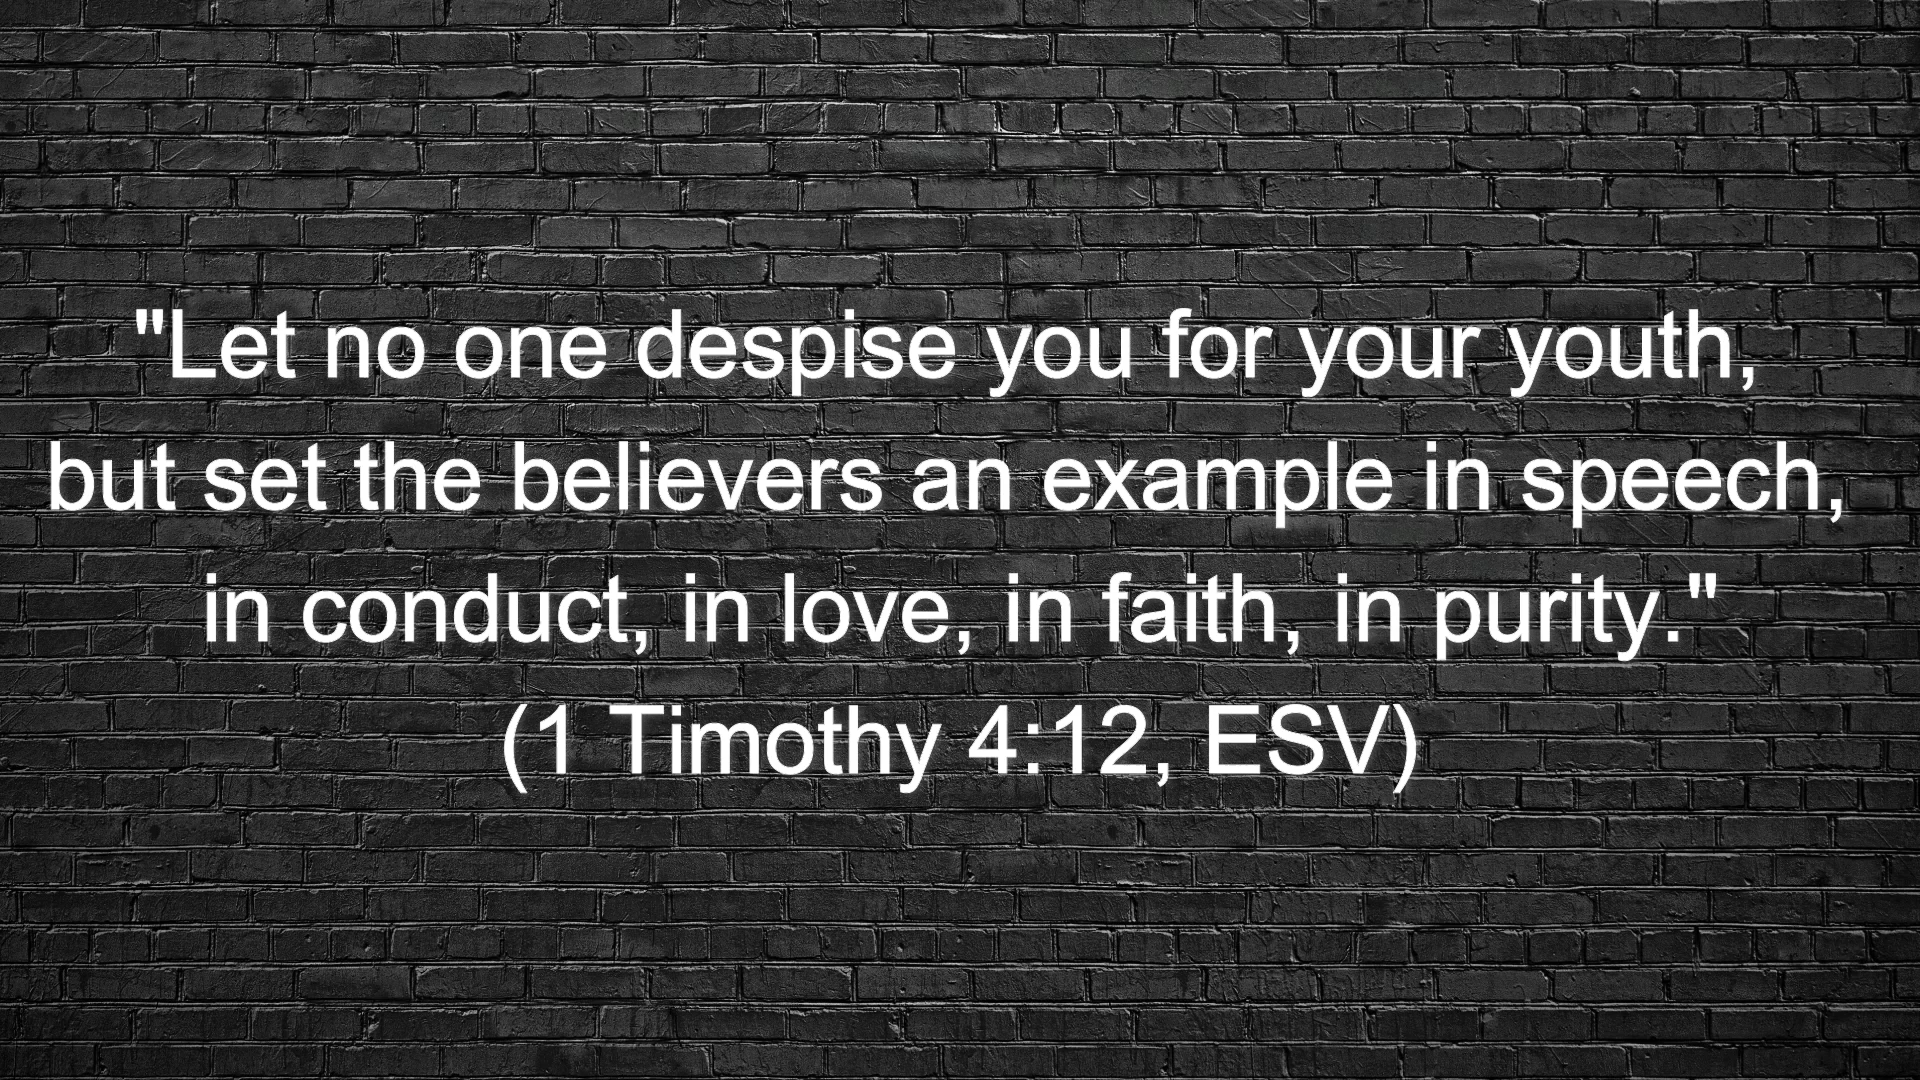 "Let no one despise you for your youth,
but set the believers an example in speech,
in conduct, in love, in faith, in purity."
(1 Timothy 4:12, ESV)